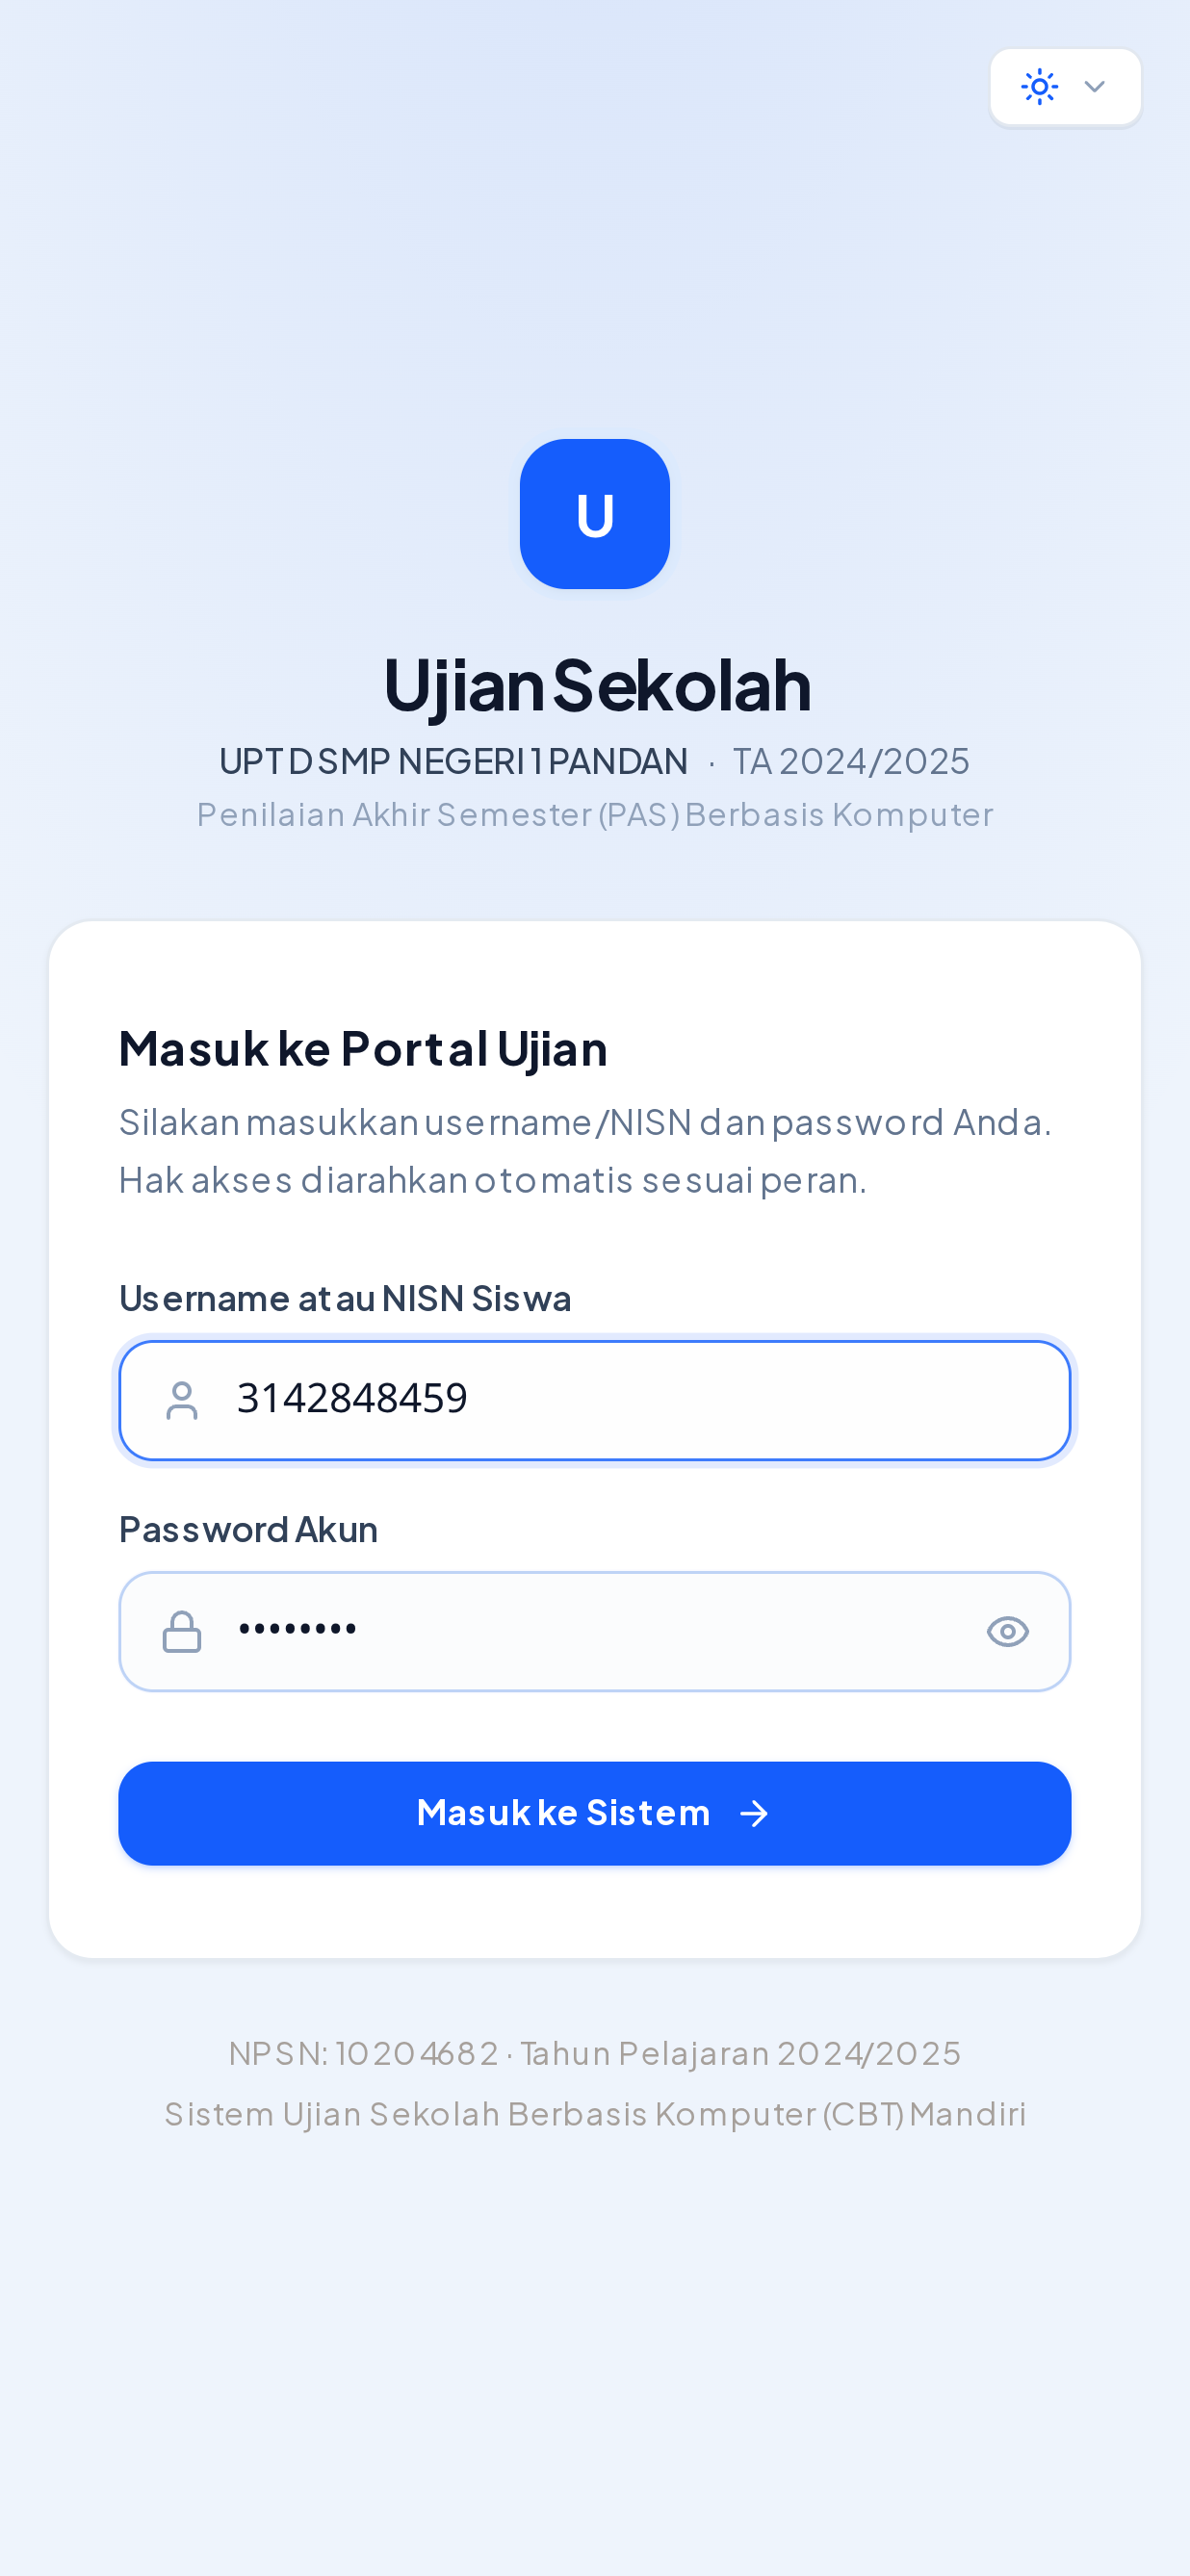 U
Ujian Sekolah
UPTD SMP NEGERI 1 PANDAN · TA 2024/2025
Penilaian Akhir Semester (PAS) Berbasis Komputer
Masuk ke Portal Ujian
Silakan masukkan username/NISN dan password Anda.
Hak akses diarahkan otomatis sesuai peran.
Username atau NISN Siswa
3142848459
Password Akun
••••••••
Masuk ke Sistem →
NPSN: 10204682 · Tahun Pelajaran 2024/2025
Sistem Ujian Sekolah Berbasis Komputer (CBT) Mandiri